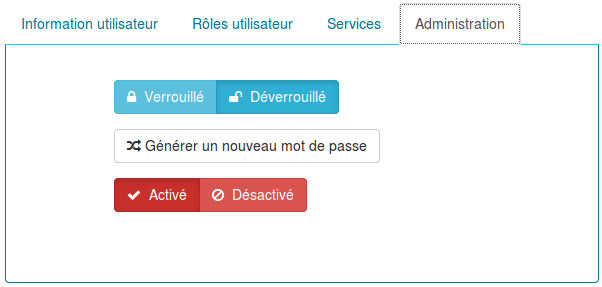 Information utilisateur Rôles utilisateur Services Administration
Verrouillé Déverrouillé
Générer un nouveau mot de passe
Activé Désactivé